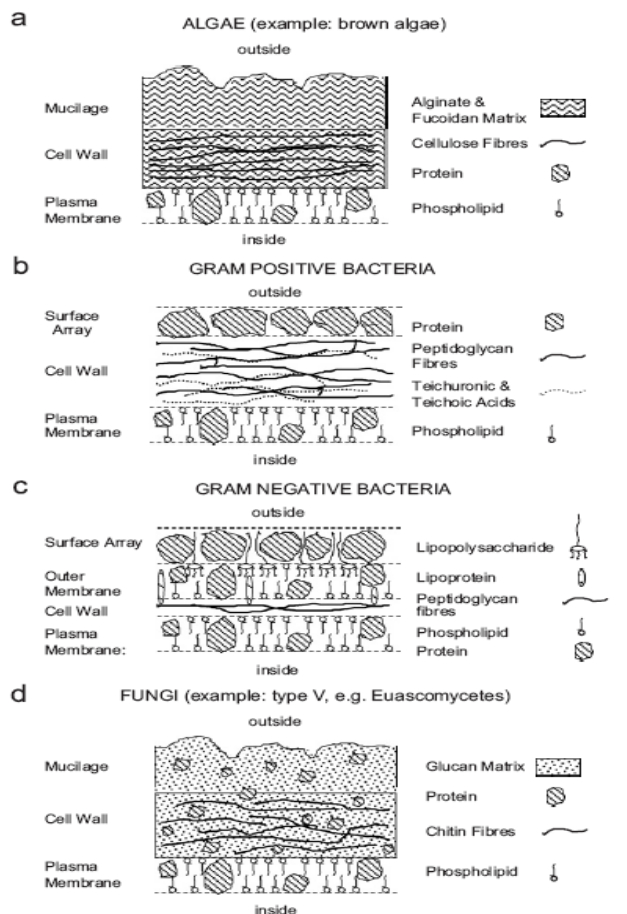 a
ALGAE (example: brown algae)
outside
Mucilage
Cell Wall
Plasma
Membrane
inside
Alginate &
Fucoidan Matrix
Cellulose Fibres
Protein
Phospholipid
b
GRAM POSITIVE BACTERIA
outside
Surface
Array
Cell Wall
Plasma
Membrane
inside
Protein
Peptidoglycan
Fibres
Teichuronic &
Teichoic Acids
Phospholipid
c
GRAM NEGATIVE BACTERIA
outside
Surface Array
Outer
Membrane
Cell Wall
Plasma
Membrane:
inside
Lipopolysaccharide
Lipoprotein
Peptidoglycan
fibres
Phospholipid
Protein
d
FUNGI (example: type V, e.g. Euascomycetes)
outside
Mucilage
Cell Wall
Plasma
Membrane
inside
Glucan Matrix
Protein
Chitin Fibres
Phospholipid